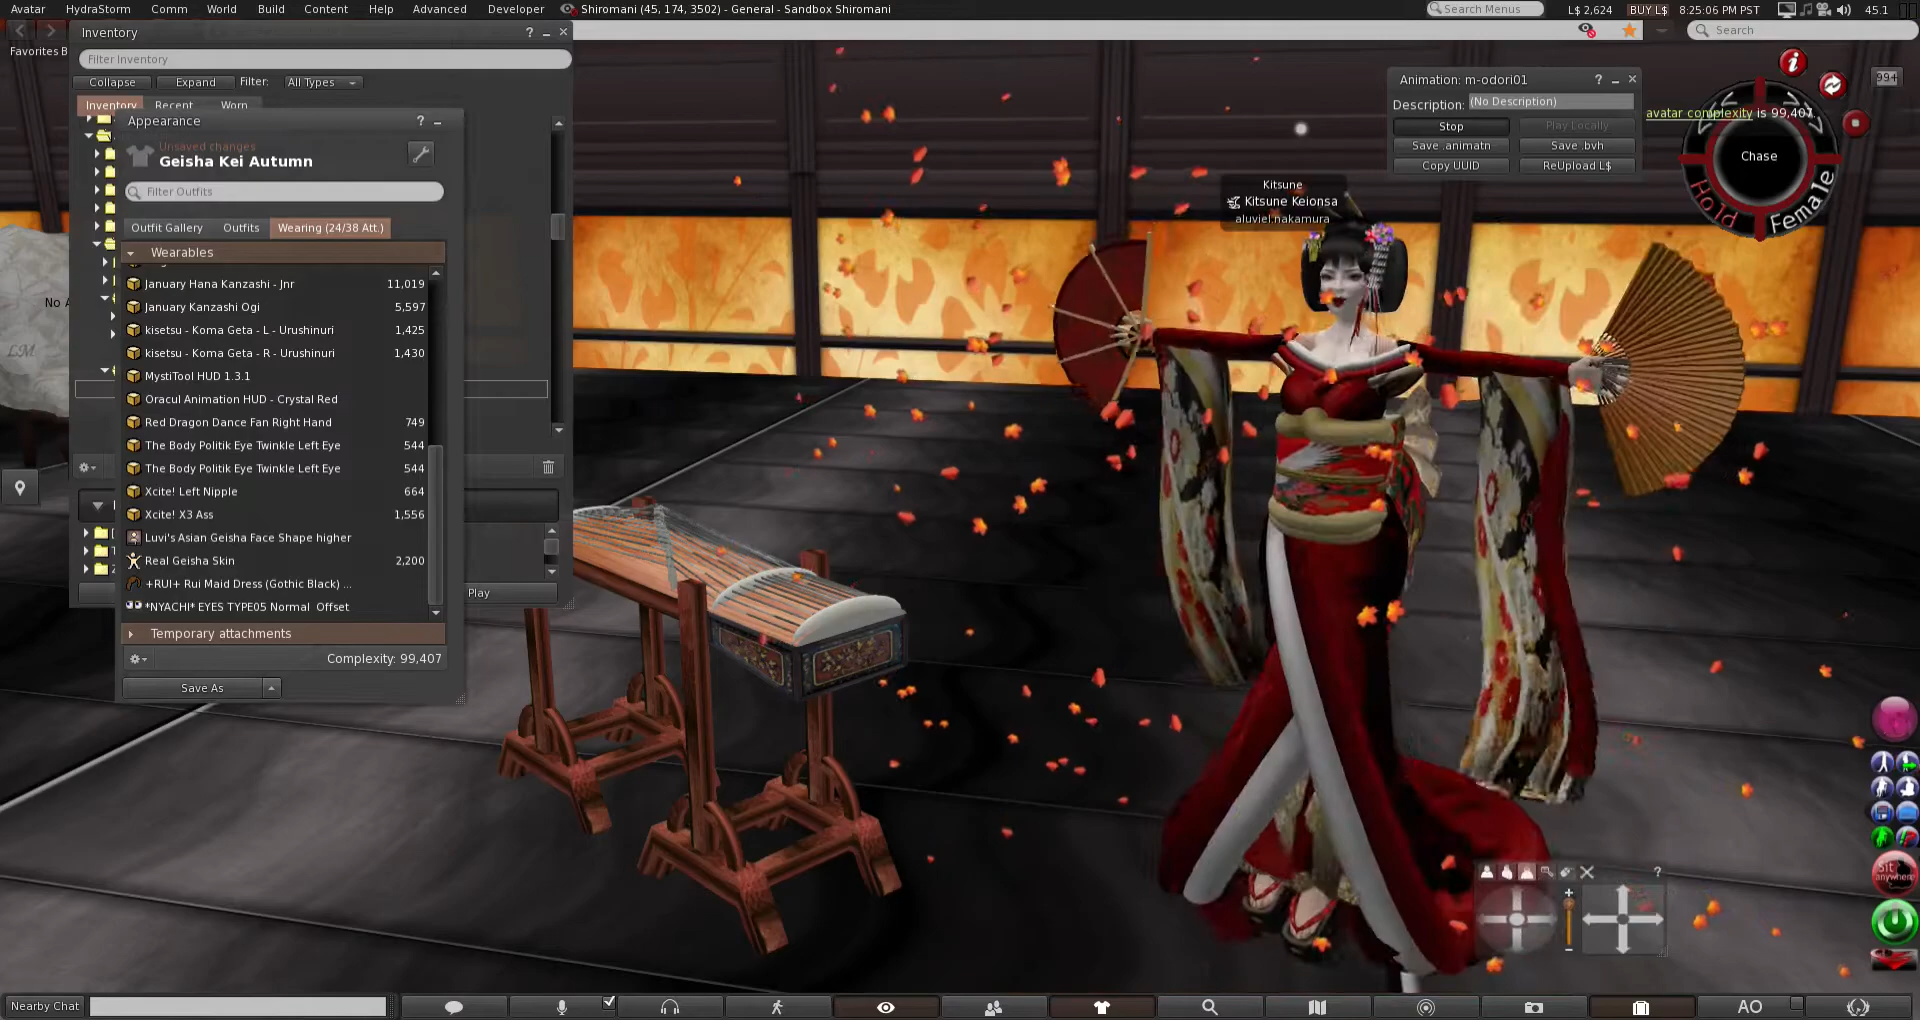 Avatar HydraStorm Comm World Build Content Help Advanced Developer Shiromani (45, 174, 3502) - General - Sandbox Shiromani Search Menus L$ 2,624 BUY L$ 8:25:06 PM PST 45.1
Favorites B
Search
Inventory ?
Filter Inventory
Collapse Expand Filter: All Types
Inventory Recent Worn
Appearance ?
Unsaved changes
Geisha Kei Autumn
Filter Outfits
Outfit Gallery Outfits Wearing (24/38 Att.)
Wearables
January Hana Kanzashi - Jnr 11,019
January Kanzashi Ogi 5,597
kisetsu - Koma Geta - L - Urushinuri 1,425
kisetsu - Koma Geta - R - Urushinuri 1,430
MystiTool HUD 1.3.1
Oracul Animation HUD - Crystal Red
Red Dragon Dance Fan Right Hand 749
The Body Politik Eye Twinkle Left Eye 544
The Body Politik Eye Twinkle Left Eye 544
Xcite! Left Nipple 664
Xcite! X3 Ass 1,556
Luvi's Asian Geisha Face Shape higher
Real Geisha Skin 2,200
+RUI+ Rui Maid Dress (Gothic Black) ...
*NYACHI* EYES TYPE05 Normal Offset
Temporary attachments
Complexity: 99,407
Save As
Play
No A
LM
Kitsune
Kitsune Keionsa
aluviel.nakamura
Animation: m-odori01 ?
Description: (No Description)
Stop Play Locally
Save .animatn Save .bvh
Copy UUID ReUpload L$
99+
avatar complexity is 99,407.
Chase
Hold
Female
Sit
anywhere
?
Nearby Chat
AO